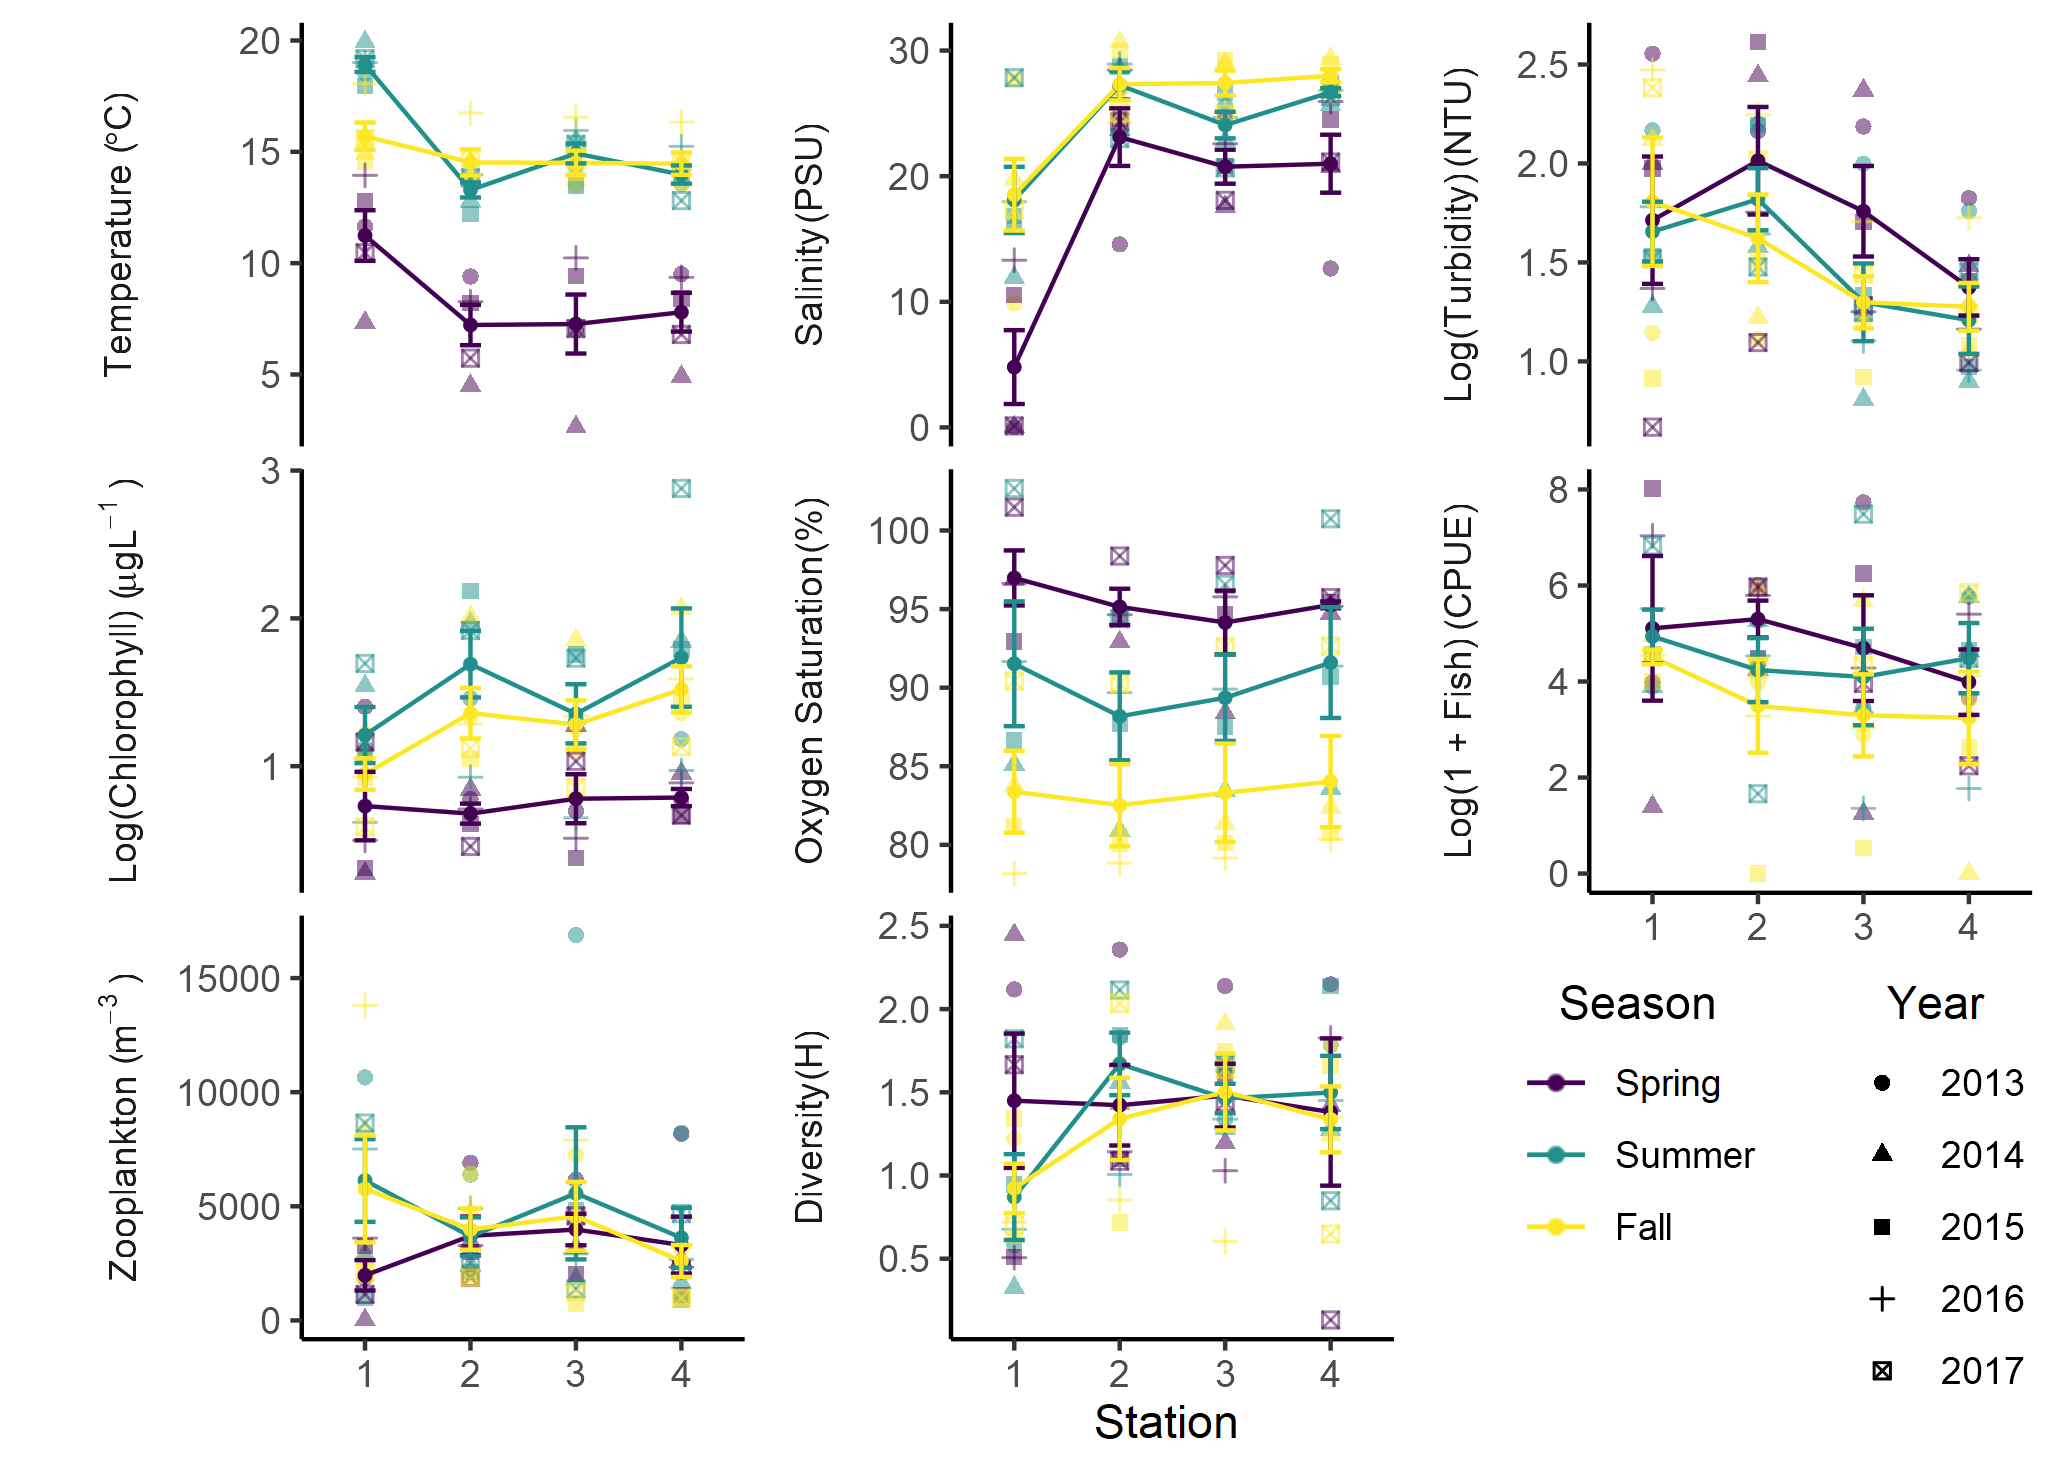 Temperature (°C)
20
15
10
5
Salinity(PSU)
30
20
10
0
Log(Turbidity)(NTU)
2.5
2.0
1.5
1.0
Log(Chlorophyll) (μgL⁻¹ )
3
2
1
Oxygen Saturation(%)
100
95
90
85
80
Log(1 + Fish)(CPUE)
8
6
4
2
0
1 2 3 4
Zooplankton (m⁻³ )
15000
10000
5000
0
1 2 3 4
Diversity(H)
2.5
2.0
1.5
1.0
0.5
1 2 3 4
Station
Season
Spring
Summer
Fall
Year
2013
2014
2015
2016
2017